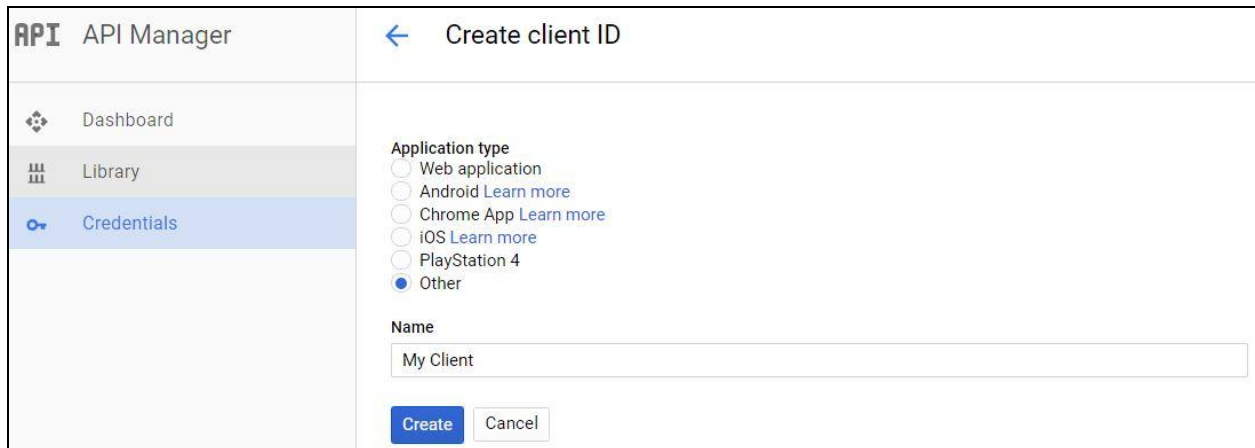 API API Manager
Create client ID
Dashboard
Library
Credentials
Application type
Web application
Android Learn more
Chrome App Learn more
iOS Learn more
PlayStation 4
Other
Name
My Client
Create Cancel